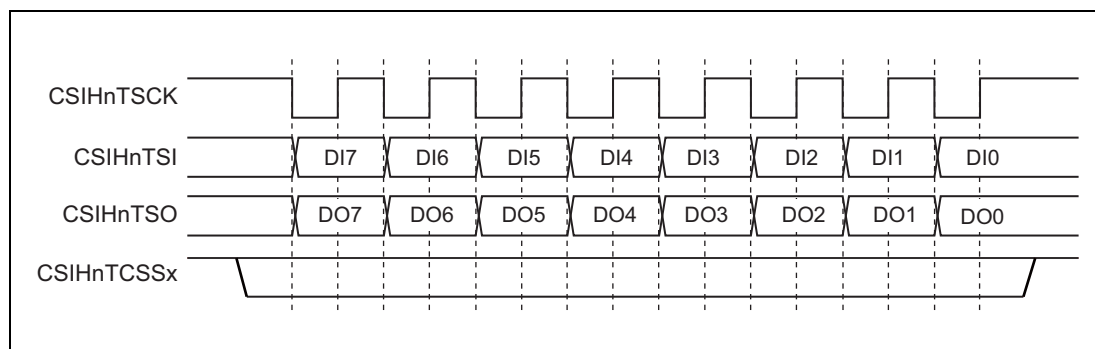 CSIHnTSCK
CSIHnTSI DI7 DI6 DI5 DI4 DI3 DI2 DI1 DI0
CSIHnTSO DO7 DO6 DO5 DO4 DO3 DO2 DO1 DO0
CSIHnTCSSx